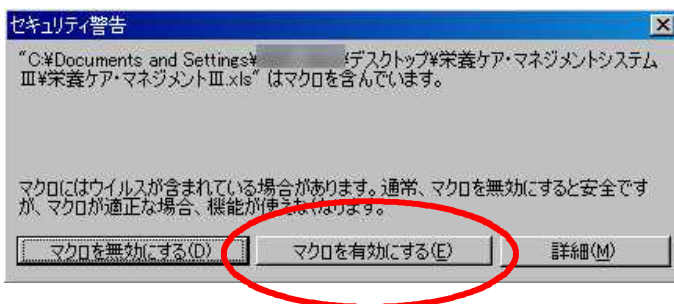 セキュリティ警告
"C:¥Documents and Settings¥ ¥デスクトップ¥栄養ケア・マネジメントシステム
Ⅲ¥栄養ケア・マネジメントⅢ.xls" はマクロを含んでいます。
マクロにはウイルスが含まれている場合があります。通常、マクロを無効にすると安全です
が、マクロが適正な場合、機能が使えなくなります。
マクロを無効にする(D) マクロを有効にする(E) 詳細(M)